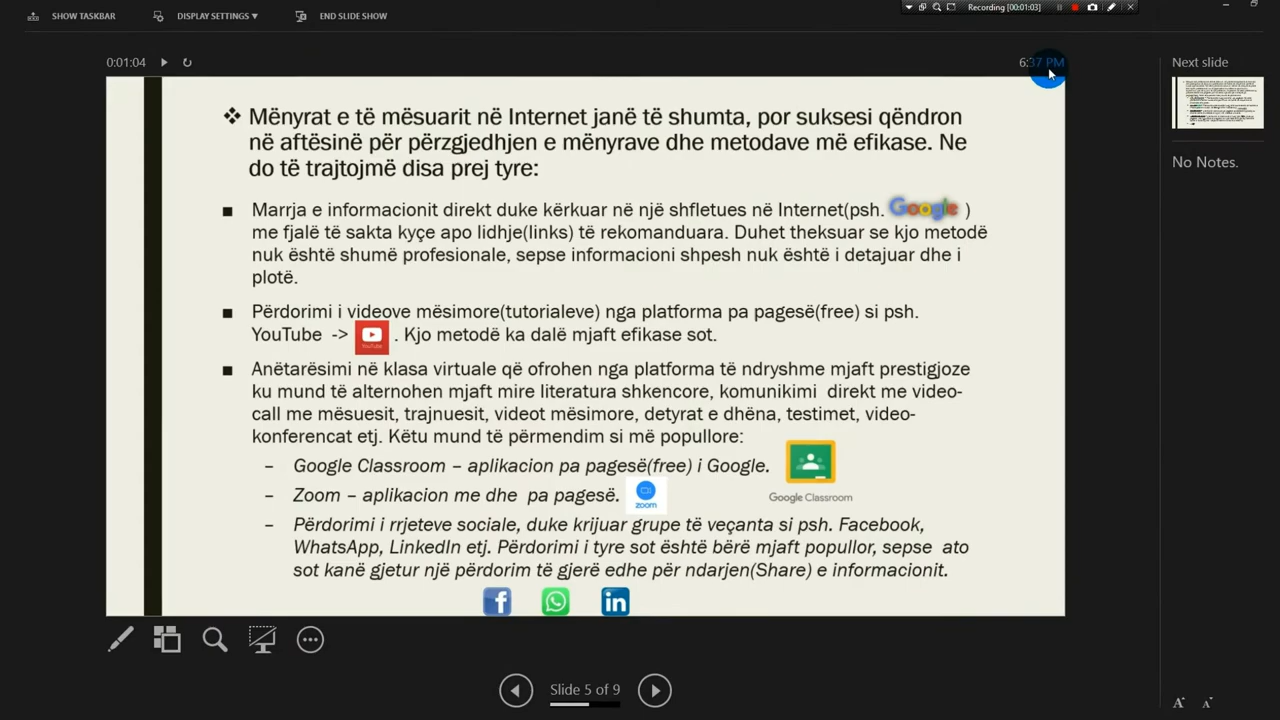 SHOW TASKBAR
DISPLAY SETTINGS ▾
END SLIDE SHOW
Recording [00:01:03]
0:01:04
6:37 PM
❖ Mënyrat e të mësuarit në internet janë të shumta, por suksesi qëndron
në aftësinë për përzgjedhjen e mënyrave dhe metodave më efikase. Ne
do të trajtojmë disa prej tyre:
■ Marrja e informacionit direkt duke kërkuar në një shfletues në Internet(psh. Google )
me fjalë të sakta kyçe apo lidhje(links) të rekomanduara. Duhet theksuar se kjo metodë
nuk është shumë profesionale, sepse informacioni shpesh nuk është i detajuar dhe i
plotë.
■ Përdorimi i videove mësimore(tutorialeve) nga platforma pa pagesë(free) si psh.
YouTube -> YouTube . Kjo metodë ka dalë mjaft efikase sot.
■ Anëtarësimi në klasa virtuale që ofrohen nga platforma të ndryshme mjaft prestigjoze
ku mund të alternohen mjaft mire literatura shkencore, komunikimi direkt me video-
call me mësuesit, trajnuesit, videot mësimore, detyrat e dhëna, testimet, video-
konferencat etj. Këtu mund të përmendim si më popullore:
– Google Classroom – aplikacion pa pagesë(free) i Google.
Google Classroom
– Zoom – aplikacion me dhe pa pagesë. zoom
– Përdorimi i rrjeteve sociale, duke krijuar grupe të veçanta si psh. Facebook,
WhatsApp, LinkedIn etj. Përdorimi i tyre sot është bërë mjaft popullor, sepse ato
sot kanë gjetur një përdorim të gjerë edhe për ndarjen(Share) e informacionit.
f in
Slide 5 of 9
Next slide
No Notes.
A A